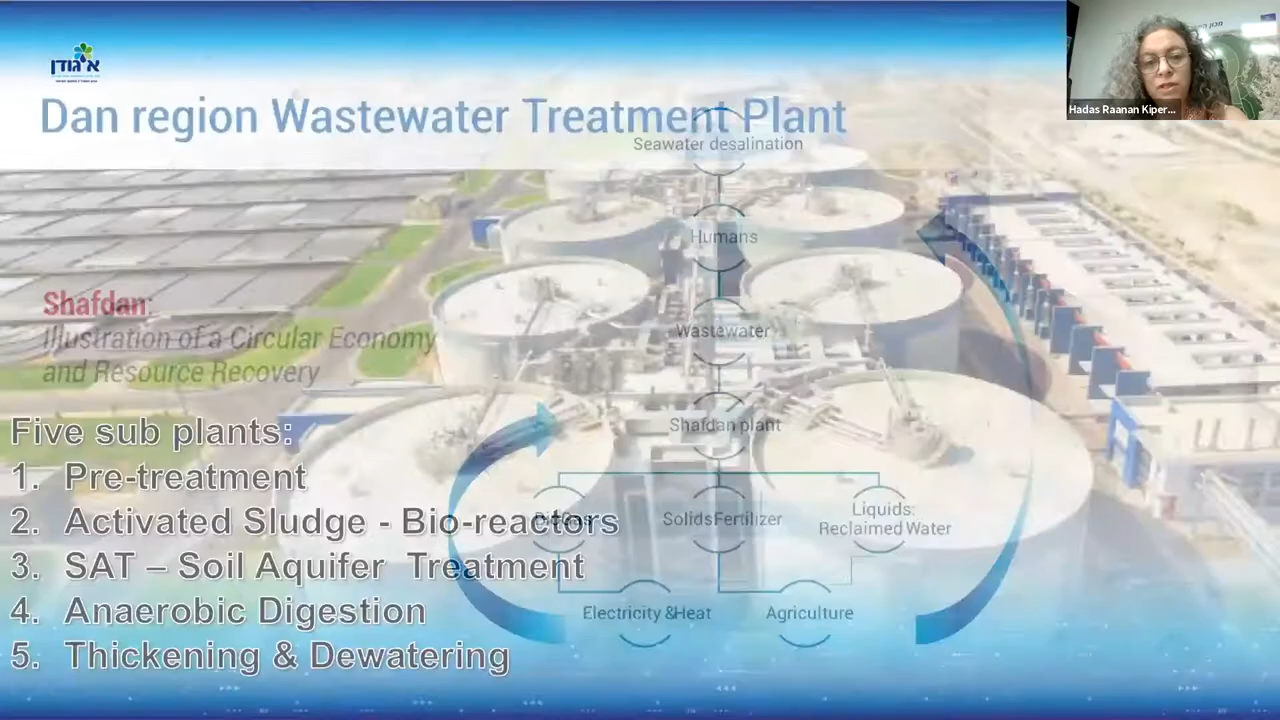 איגודן
Dan region Wastewater Treatment Plant
Hadas Raanan Kiper...
Seawater desalination
Humans
Wastewater
Shafdan plant
Shafdan:
Illustration of a Circular Economy
and Resource Recovery
Five sub plants:
1. Pre-treatment
2. Activated Sludge - Bio-reactors
3. SAT – Soil Aquifer Treatment
4. Anaerobic Digestion
5. Thickening & Dewatering
SolidsFertilizer
Liquids:
Reclaimed Water
Electricity &Heat
Agriculture